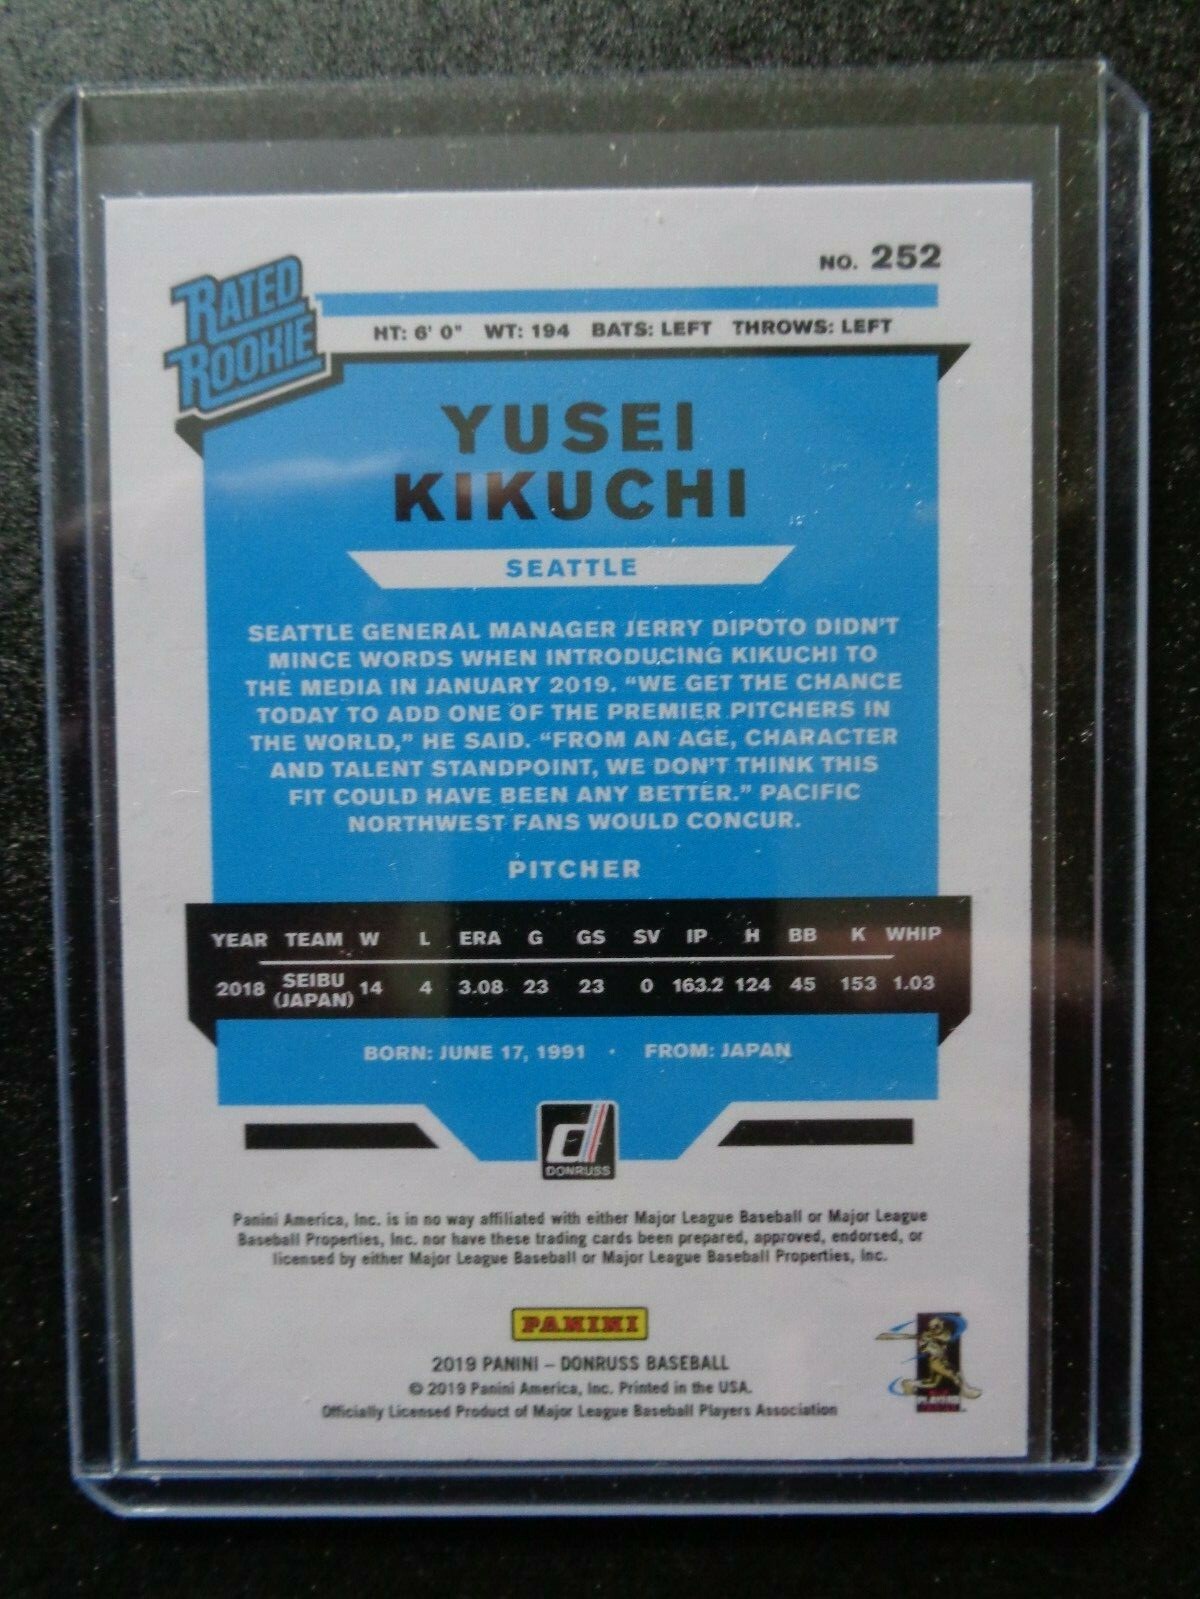 NO. 252
RATED
ROOKIE
HT: 6' 0" WT: 194 BATS: LEFT THROWS: LEFT
YUSEI
KIKUCHI
SEATTLE
SEATTLE GENERAL MANAGER JERRY DIPOTO DIDN'T
MINCE WORDS WHEN INTRODUCING KIKUCHI TO
THE MEDIA IN JANUARY 2019. “WE GET THE CHANCE
TODAY TO ADD ONE OF THE PREMIER PITCHERS IN
THE WORLD,” HE SAID. “FROM AN AGE, CHARACTER
AND TALENT STANDPOINT, WE DON'T THINK THIS
FIT COULD HAVE BEEN ANY BETTER.” PACIFIC
NORTHWEST FANS WOULD CONCUR.
PITCHER
YEAR TEAM W L ERA G GS SV IP H BB K WHIP
2018 SEIBU (JAPAN) 14 4 3.08 23 23 0 163.2 124 45 153 1.03
BORN: JUNE 17, 1991 • FROM: JAPAN
d
DONRUSS
Panini America, Inc. is in no way affiliated with either Major League Baseball or Major League
Baseball Properties, Inc. nor have these trading cards been prepared, approved, endorsed, or
licensed by either Major League Baseball or Major League Baseball Properties, Inc.
PANINI
2019 PANINI – DONRUSS BASEBALL
© 2019 Panini America, Inc. Printed in the USA.
Officially Licensed Product of Major League Baseball Players Association
PLAYERS